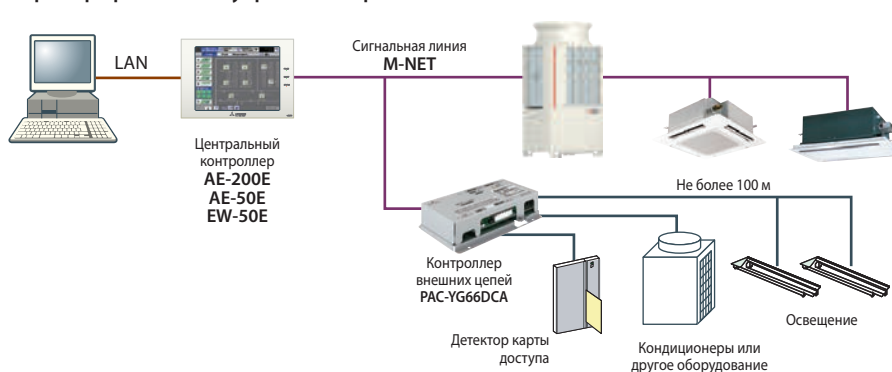 LAN
Сигнальная линия
M-NET
Центральный
контроллер
AE-200E
AE-50E
EW-50E
Не более 100 м
Контроллер
внешних цепей
PAC-YG66DCA
Детектор карты
доступа
Кондиционеры или
другое оборудование
Освещение